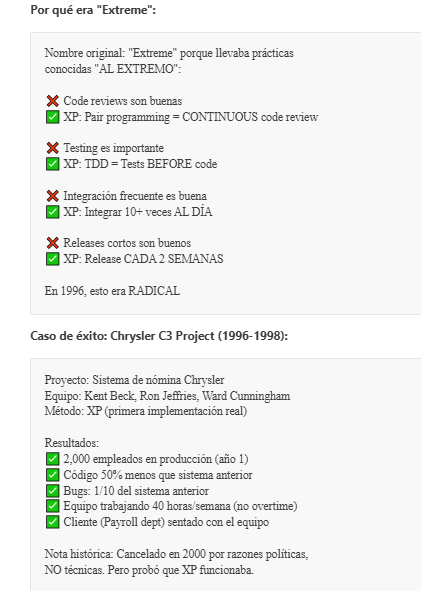 Por qué era "Extreme":
Nombre original: "Extreme" porque llevaba prácticas
conocidas "AL EXTREMO":
❌ Code reviews son buenas
✅ XP: Pair programming = CONTINUOUS code review
❌ Testing es importante
✅ XP: TDD = Tests BEFORE code
❌ Integración frecuente es buena
✅ XP: Integrar 10+ veces AL DÍA
❌ Releases cortos son buenos
✅ XP: Release CADA 2 SEMANAS
En 1996, esto era RADICAL
Caso de éxito: Chrysler C3 Project (1996-1998):
Proyecto: Sistema de nómina Chrysler
Equipo: Kent Beck, Ron Jeffries, Ward Cunningham
Método: XP (primera implementación real)
Resultados:
✅ 2,000 empleados en producción (año 1)
✅ Código 50% menos que sistema anterior
✅ Bugs: 1/10 del sistema anterior
✅ Equipo trabajando 40 horas/semana (no overtime)
✅ Cliente (Payroll dept) sentado con el equipo
Nota histórica: Cancelado en 2000 por razones políticas,
NO técnicas. Pero probó que XP funcionaba.